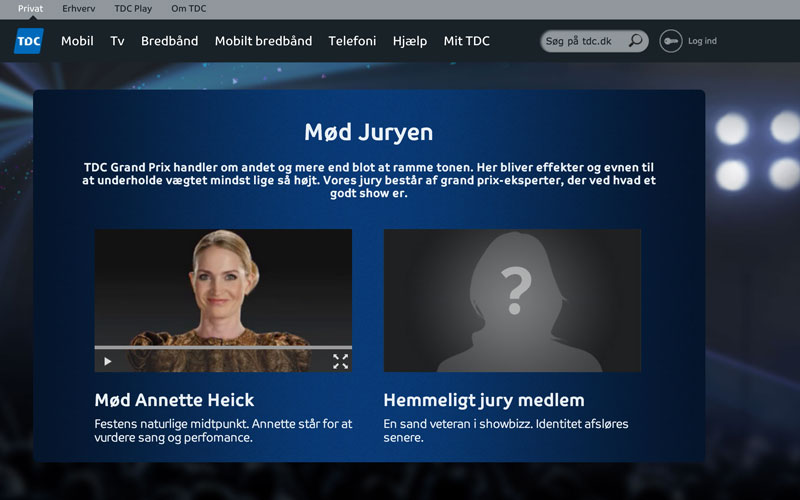 Privat Erhverv TDC Play Om TDC
TDC Mobil Tv Bredbånd Mobilt bredbånd Telefoni Hjælp Mit TDC Søg på tdc.dk Log ind
Mød Juryen
TDC Grand Prix handler om andet og mere end blot at ramme tonen. Her bliver effekter og evnen til
at underholde vægtet mindst lige så højt. Vores jury består af grand prix-eksperter, der ved hvad et
godt show er.
?
Mød Annette Heick
Festens naturlige midtpunkt. Annette står for at
vurdere sang og perfomance.
Hemmeligt jury medlem
En sand veteran i showbizz. Identitet afsløres
senere.